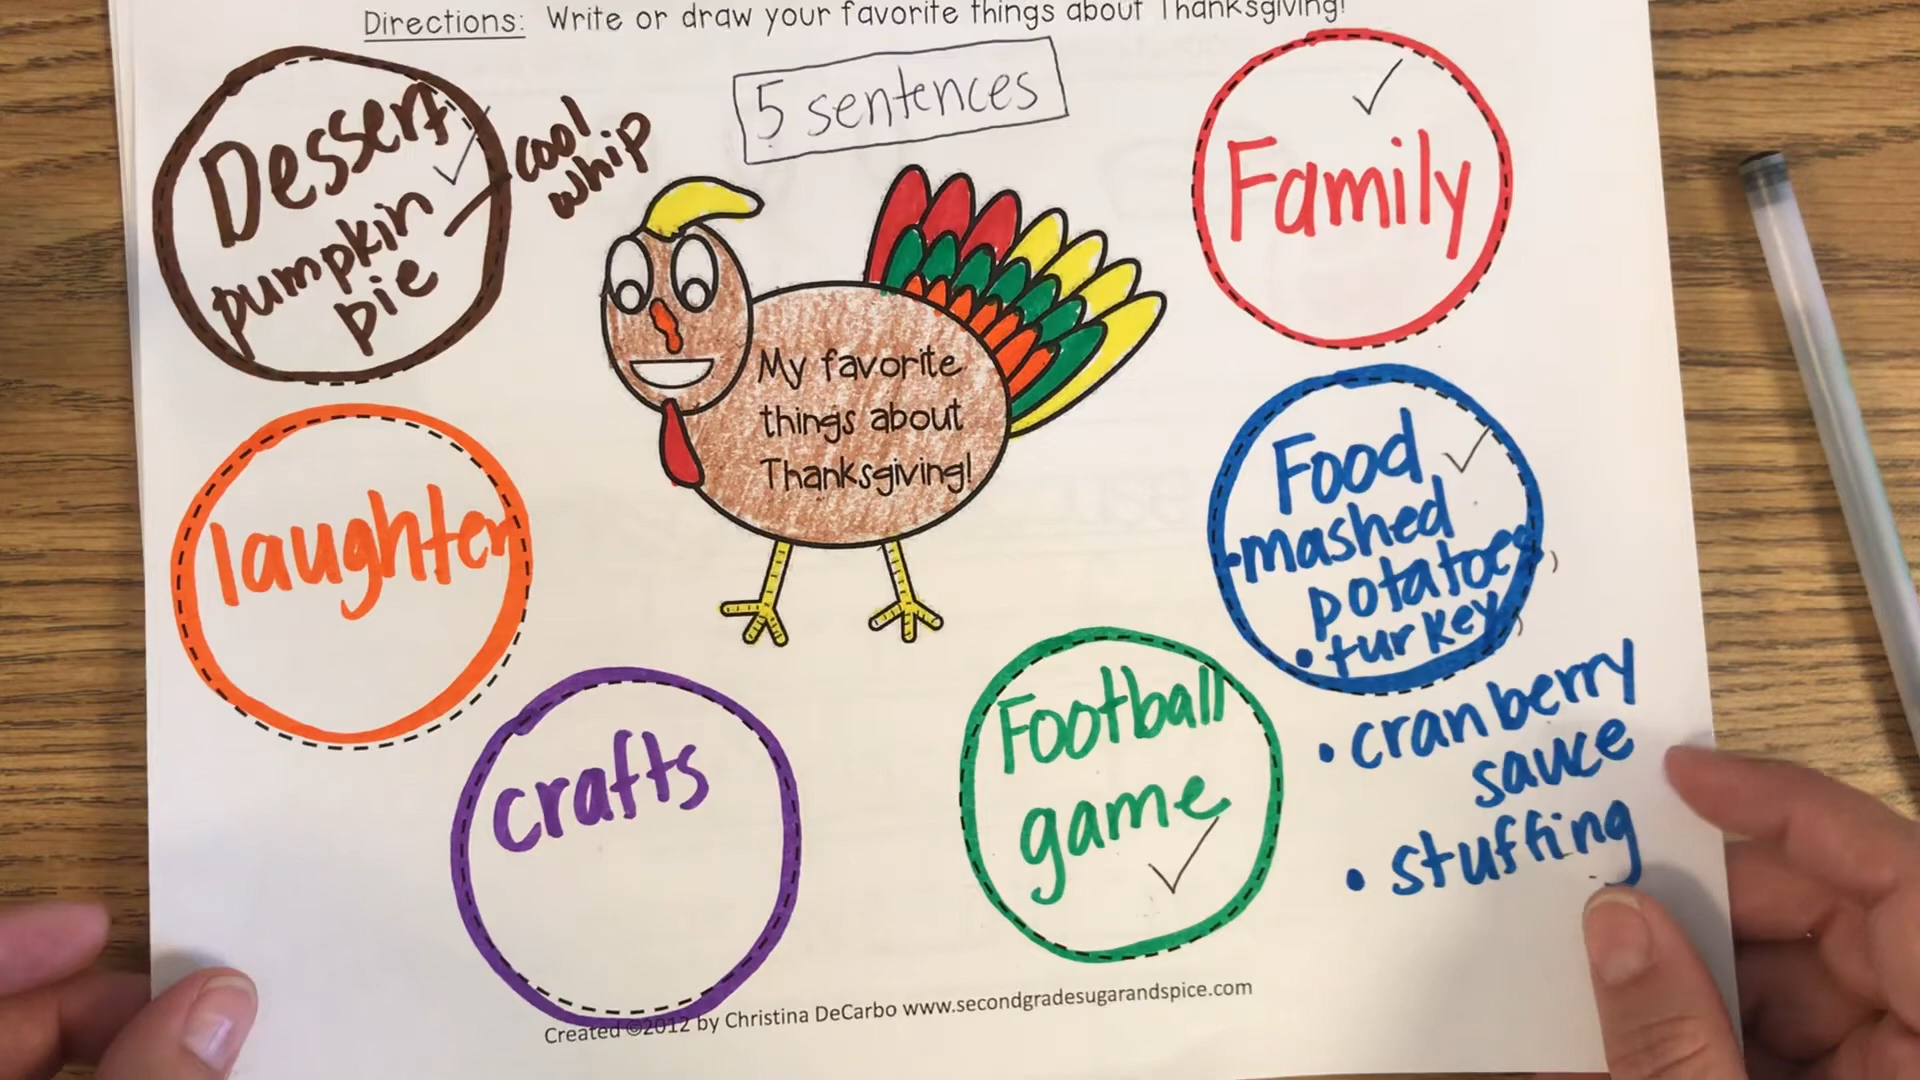 Directions: Write or draw your favorite things about Thanksgiving!
5 sentences
Dessert
pumpkin
pie
cool
whip
Family
My favorite
things about
Thanksgiving!
laughter
Food
-mashed
potatoes,
• turkey,
• cranberry
sauce
• stuffing
crafts
Football
game
Created ©2012 by Christina DeCarbo www.secondgradesugarandspice.com